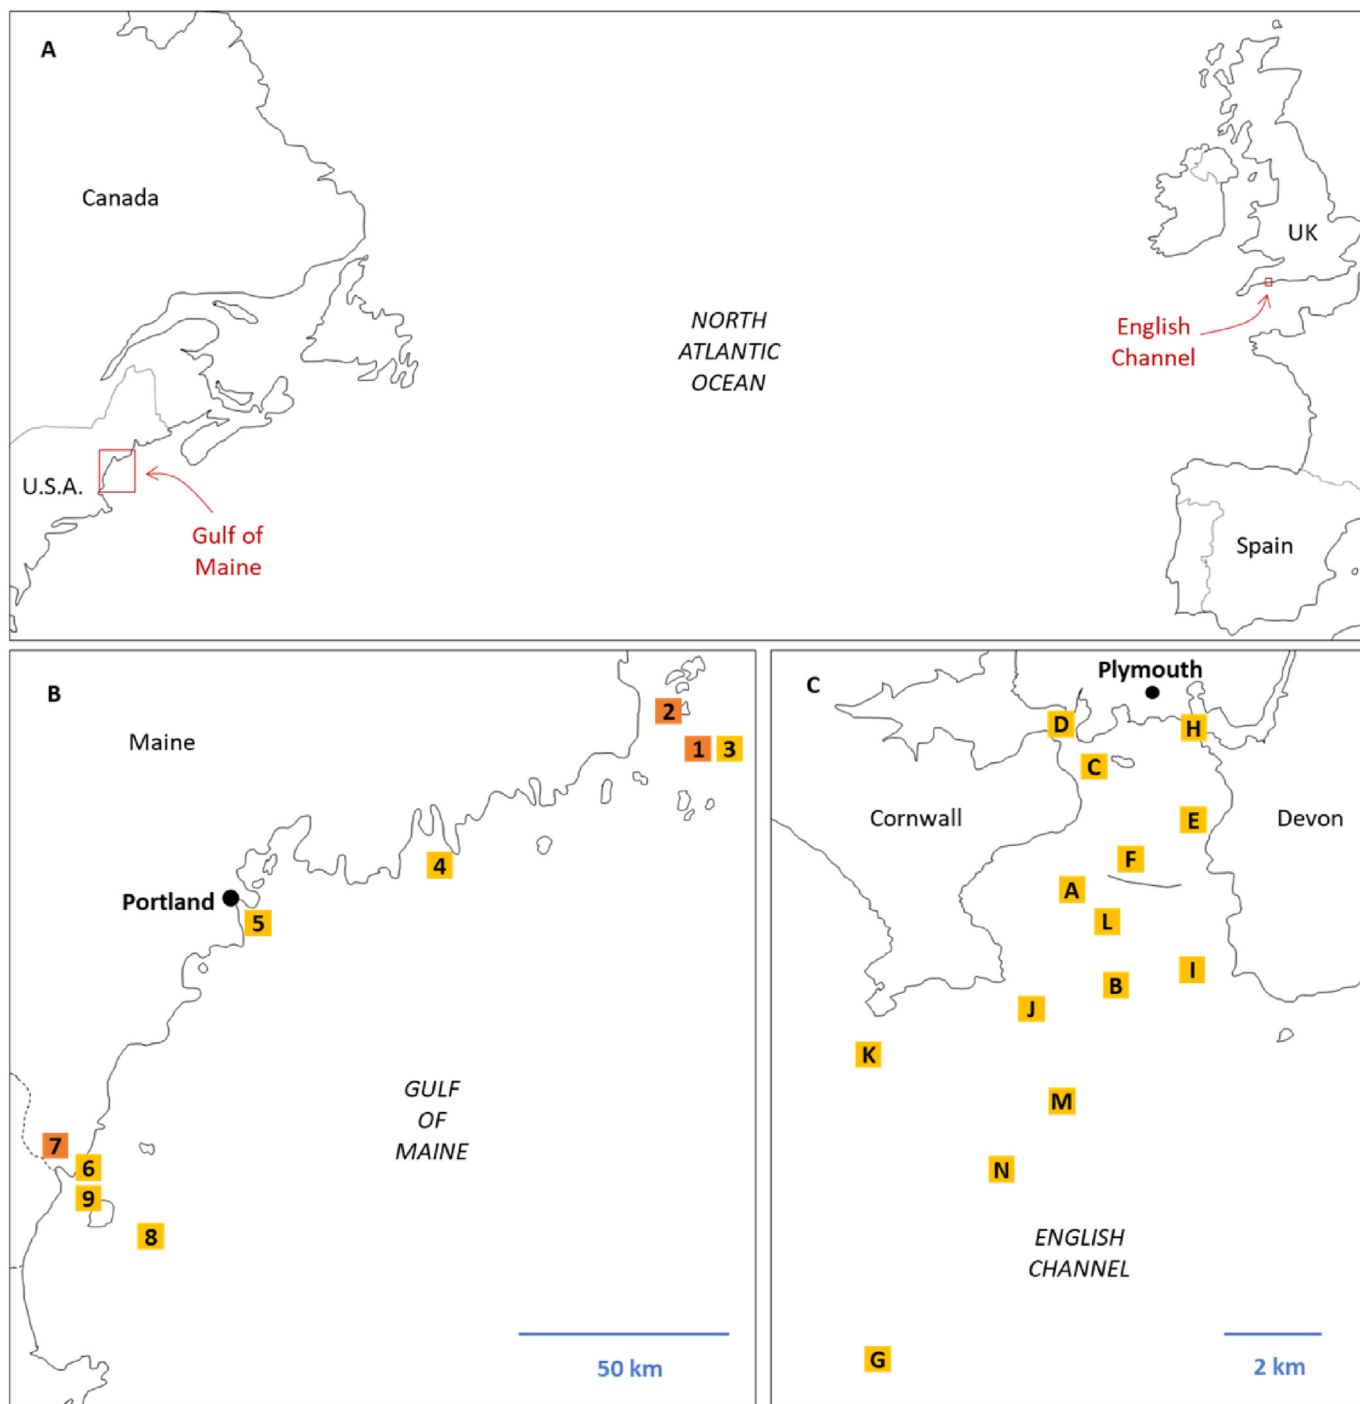 A
Canada
UK
NORTH
ATLANTIC
OCEAN
English
Channel
U.S.A.
Gulf of
Maine
Spain
B
Maine
2
1
3
4
Portland
5
GULF
OF
MAINE
7
6
9
8
50 km
C
Plymouth
D
H
C
Cornwall
E
Devon
F
A
L
I
B
J
K
M
N
ENGLISH
CHANNEL
G
2 km